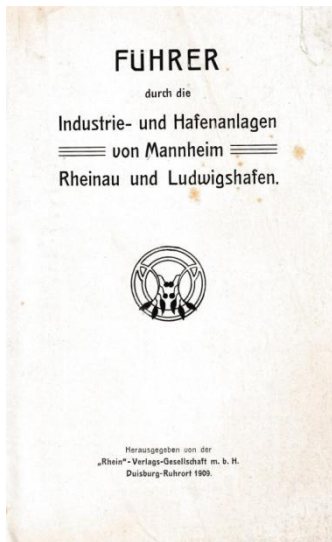 FÜHRER
durch die
Industrie- und Hafenanlagen
von Mannheim
Rheinau und Ludwigshafen.
Herausgegeben von der
„Rhein"-Verlags-Gesellschaft m. b. H.
Duisburg-Ruhrort 1909.